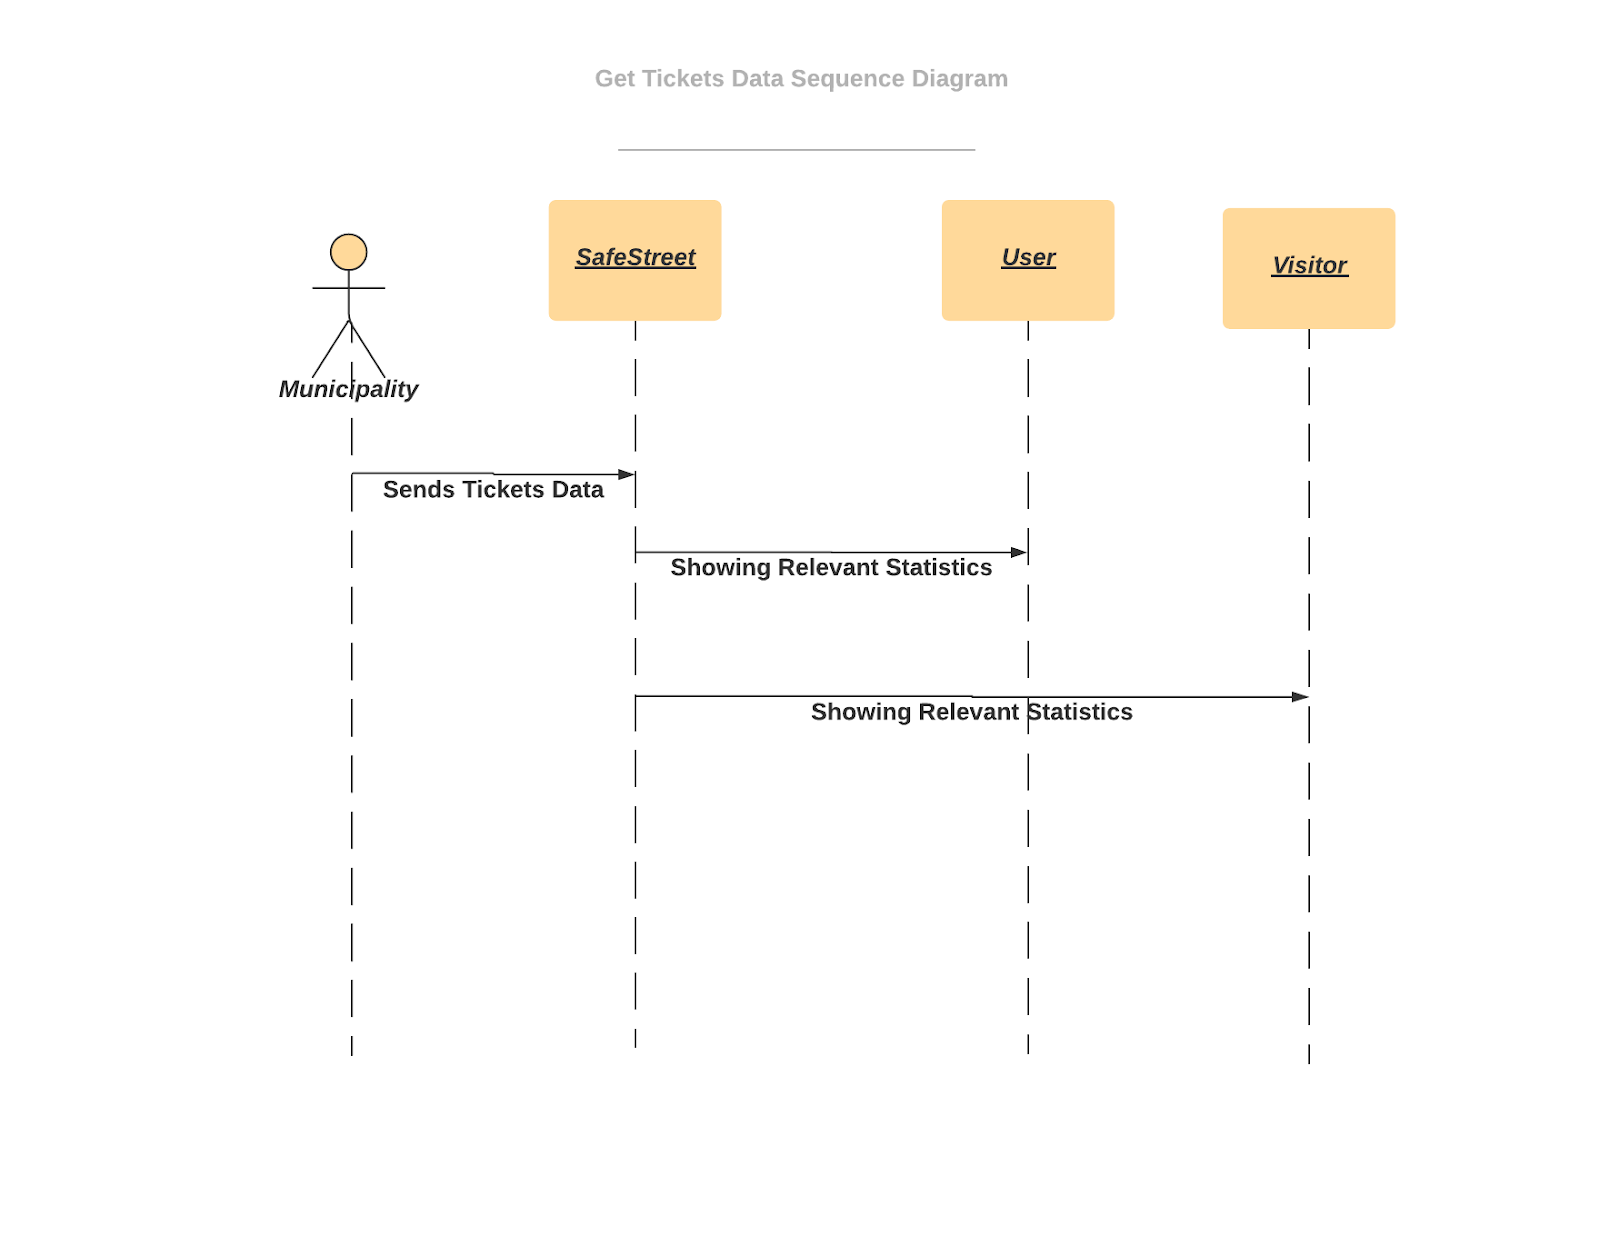 Get Tickets Data Sequence Diagram
SafeStreet
User
Visitor
Municipality
Sends Tickets Data
Showing Relevant Statistics
Showing Relevant Statistics